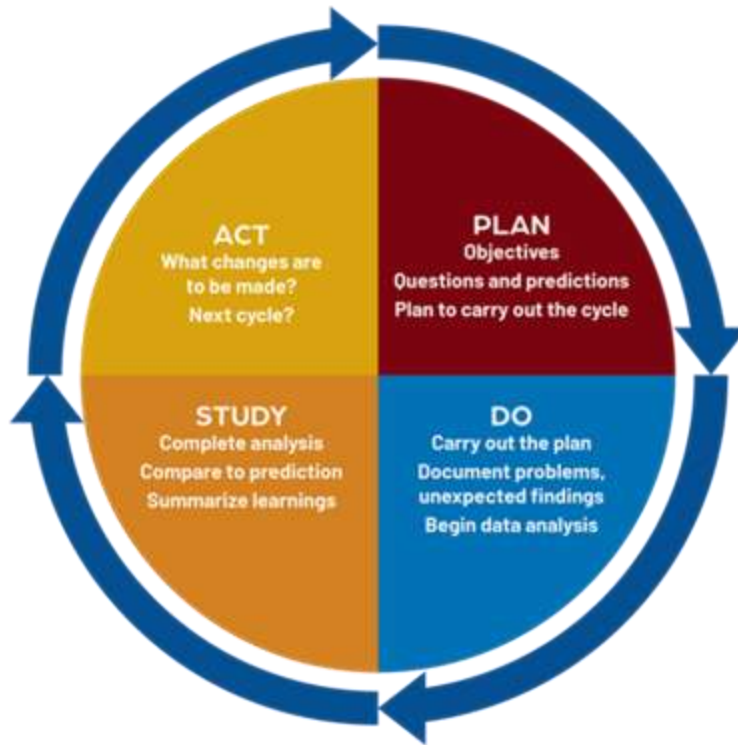 PLAN
Objectives
Questions and predictions
Plan to carry out the cycle
DO
Carry out the plan
Document problems,
unexpected findings
Begin data analysis
STUDY
Complete analysis
Compare to prediction
Summarize learnings
ACT
What changes are
to be made?
Next cycle?